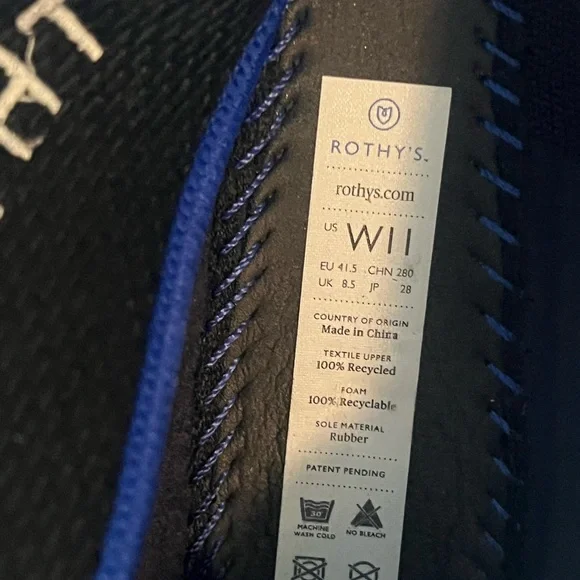 HT
ROTHY'S™
rothys.com
US W11
EU 41.5 CHN 280
UK 8.5 JP 28
COUNTRY OF ORIGIN
Made in China
TEXTILE UPPER
100% Recycled
FOAM
100% Recyclable
SOLE MATERIAL
Rubber
PATENT PENDING
30
MACHINE
WASH COLD
NO BLEACH